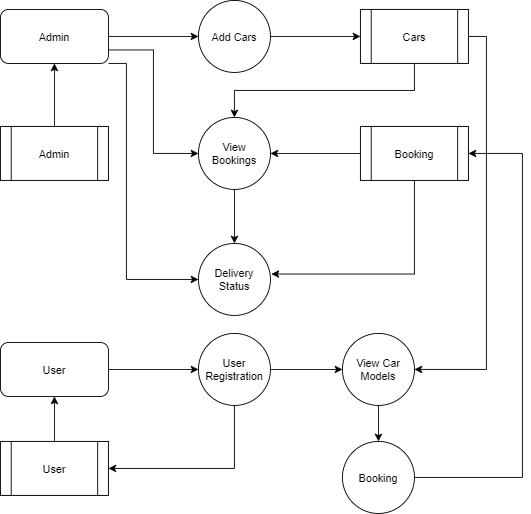 Admin
Add Cars
Cars
Admin
View
Bookings
Booking
Delivery
Status
User
User
Registration
View Car
Models
User
Booking